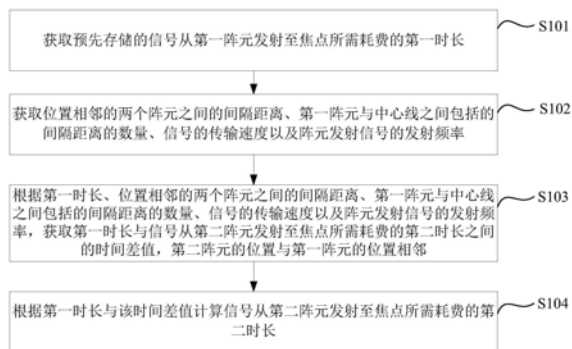 获取预先存储的信号从第一阵元发射至焦点所需耗费的第一时长
S101
获取位置相邻的两个阵元之间的间隔距离、第一阵元与中心线之间包括的
间隔距离的数量、信号的传输速度以及阵元发射信号的发射频率
S102
根据第一时长、位置相邻的两个阵元之间的间隔距离、第一阵元与中心线
之间包括的间隔距离的数量、信号的传输速度以及阵元发射信号的发射频
率，获取第一时长与信号从第二阵元发射至焦点所需耗费的第二时长之间
的时间差值，第二阵元的位置与第一阵元的位置相邻
S103
根据第一时长与该时间差值计算信号从第二阵元发射至焦点所需耗费的第
二时长
S104